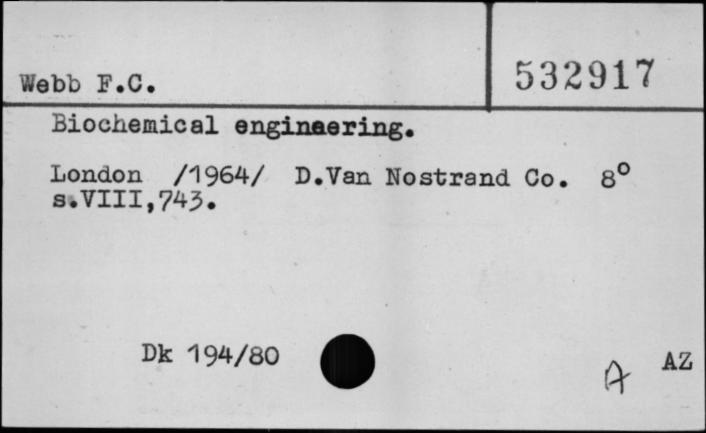 Webb F.C.
532917
Biochemical engineering.
London /1964/ D.Van Nostrand Co. 8°
s.VIII,743.
Dk 194/80
A AZ